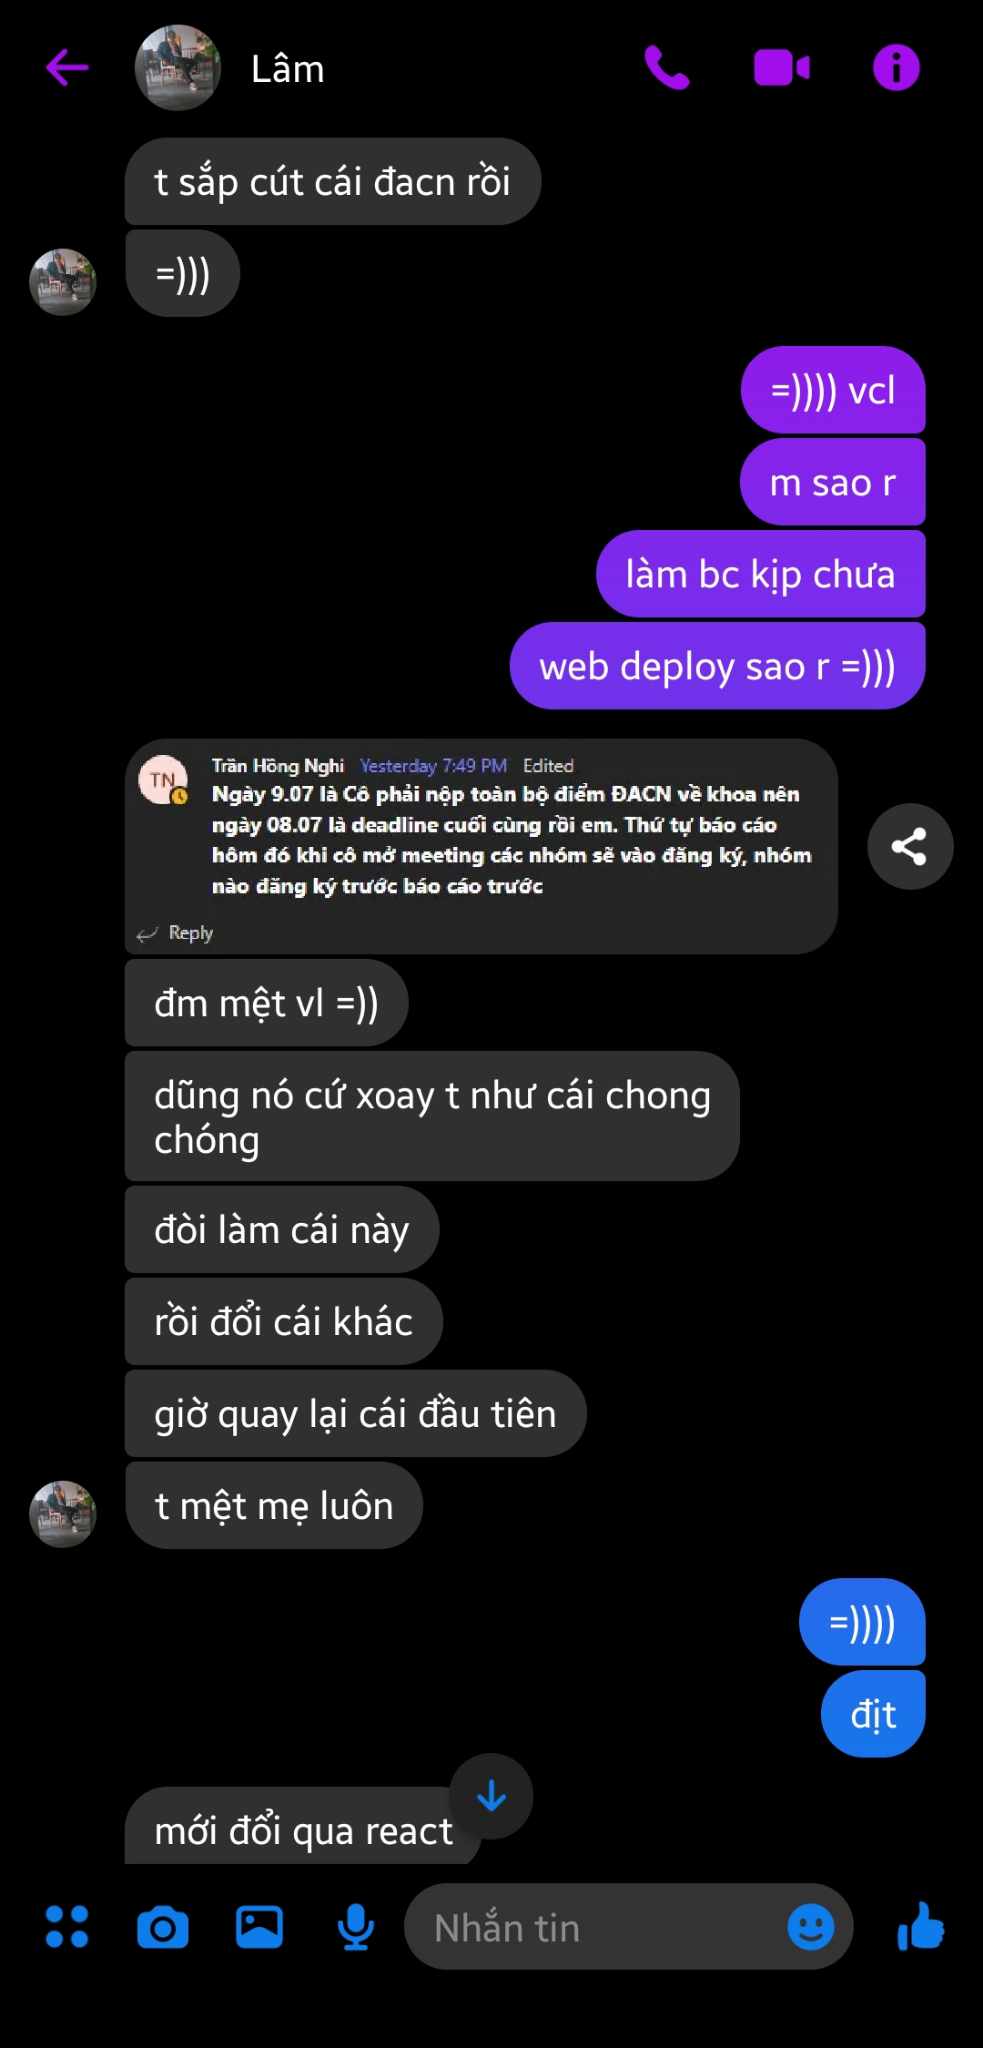 Lâm
t sắp cút cái đacn rồi
=)))
=)))) vcl
m sao r
làm bc kịp chưa
web deploy sao r =)))
TN
Trần Hồng Nghi Yesterday 7:49 PM Edited
Ngày 9.07 là Cô phải nộp toàn bộ điểm ĐACN về khoa nên
ngày 08.07 là deadline cuối cùng rồi em. Thứ tự báo cáo
hôm đó khi cô mở meeting các nhóm sẽ vào đăng ký, nhóm
nào đăng ký trước báo cáo trước
Reply
đm mệt vl =))
dũng nó cứ xoay t như cái chong
chóng
đòi làm cái này
rồi đổi cái khác
giờ quay lại cái đầu tiên
t mệt mẹ luôn
=))))
địt
mới đổi qua react
Nhắn tin